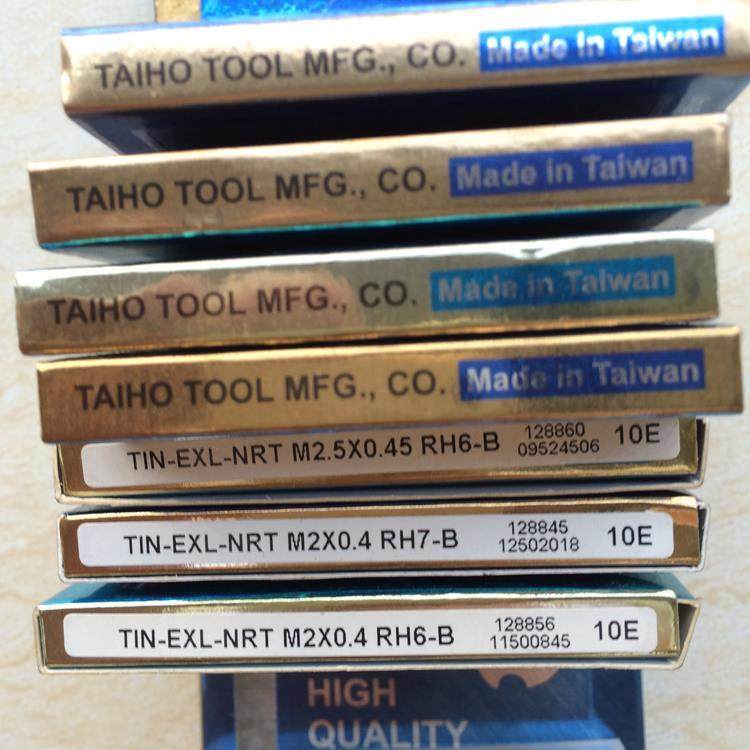 TAIHO TOOL MFG., CO. Made in Taiwan
TAIHO TOOL MFG., CO. Made in Taiwan
TAIHO TOOL MFG., CO. Made in Taiwan
TAIHO TOOL MFG., CO. Made in Taiwan
TIN-EXL-NRT M2.5X0.45 RH6-B 128860 10E
09524506
TIN-EXL-NRT M2X0.4 RH7-B 128845 10E
12502018
TIN-EXL-NRT M2X0.4 RH6-B 128856 10E
11500845
HIGH
QUALITY